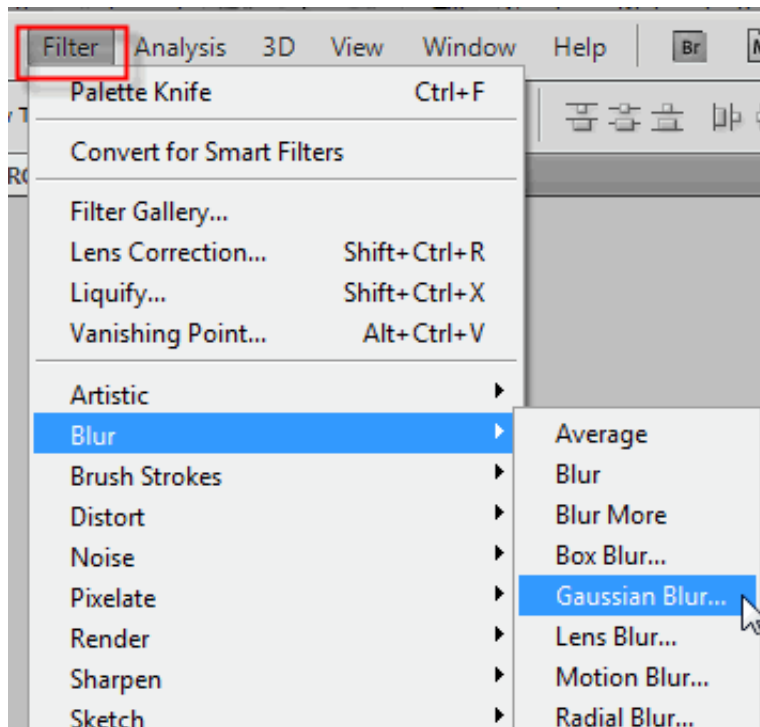 Filter Analysis 3D View Window Help Br
Palette Knife Ctrl+F
Convert for Smart Filters
Filter Gallery...
Lens Correction... Shift+Ctrl+R
Liquify... Shift+Ctrl+X
Vanishing Point... Alt+Ctrl+V
Artistic
Blur
Brush Strokes
Distort
Noise
Pixelate
Render
Sharpen
Sketch
Average
Blur
Blur More
Box Blur...
Gaussian Blur...
Lens Blur...
Motion Blur...
Radial Blur...